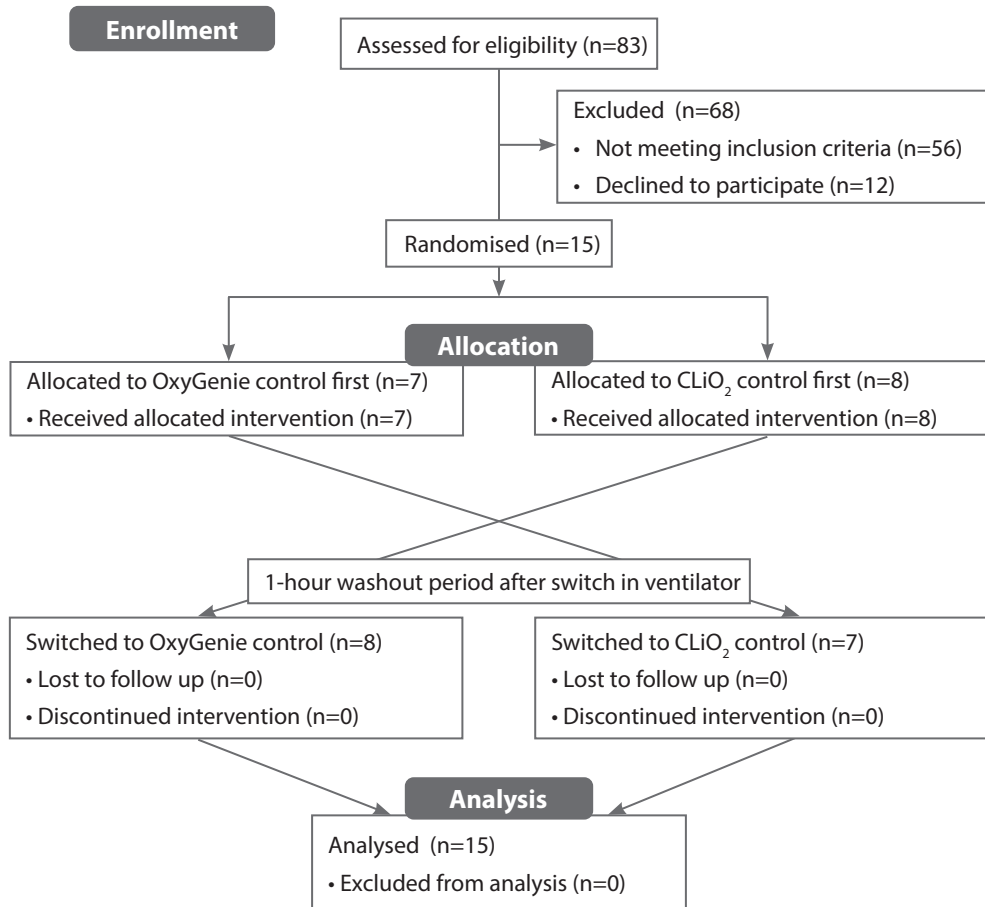 Enrollment
Assessed for eligibility (n=83)
Excluded (n=68)
• Not meeting inclusion criteria (n=56)
• Declined to participate (n=12)
Randomised (n=15)
Allocation
Allocated to OxyGenie control first (n=7)
• Received allocated intervention (n=7)
Allocated to CLiO₂ control first (n=8)
• Received allocated intervention (n=8)
1-hour washout period after switch in ventilator
Switched to OxyGenie control (n=8)
• Lost to follow up (n=0)
• Discontinued intervention (n=0)
Switched to CLiO₂ control (n=7)
• Lost to follow up (n=0)
• Discontinued intervention (n=0)
Analysis
Analysed (n=15)
• Excluded from analysis (n=0)